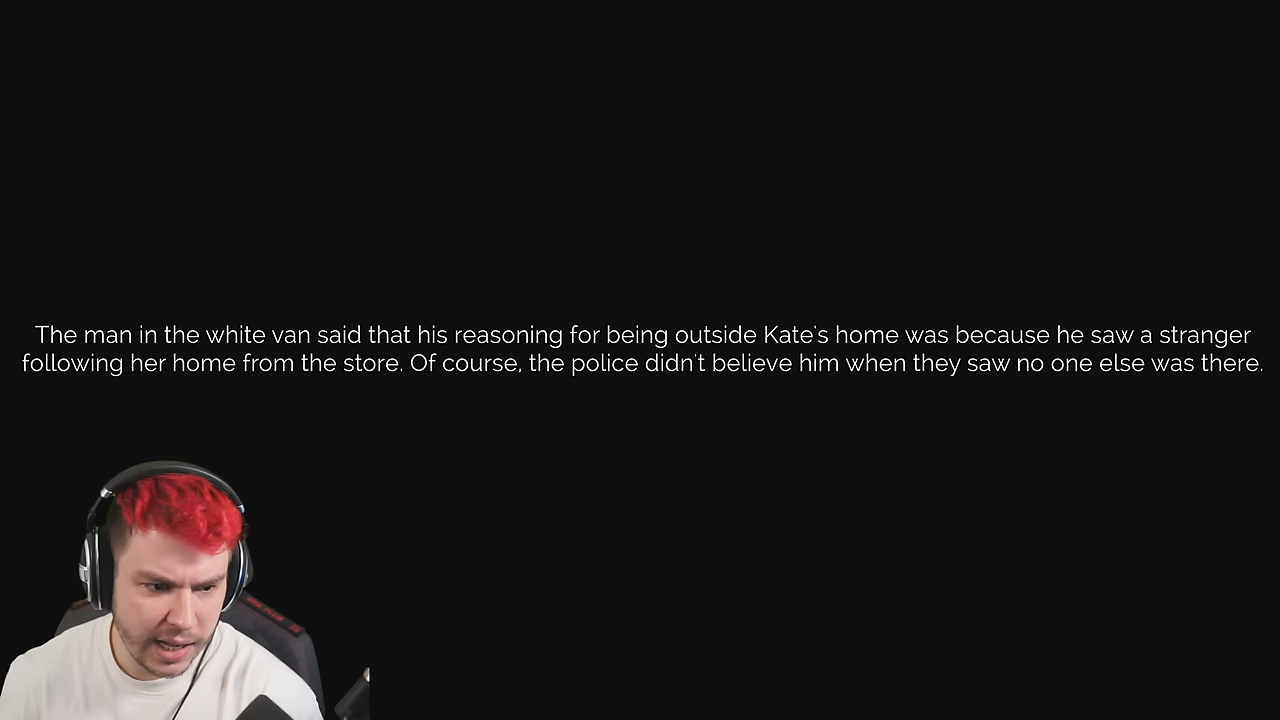 The man in the white van said that his reasoning for being outside Kate's home was because he saw a stranger
following her home from the store. Of course, the police didn't believe him when they saw no one else was there.